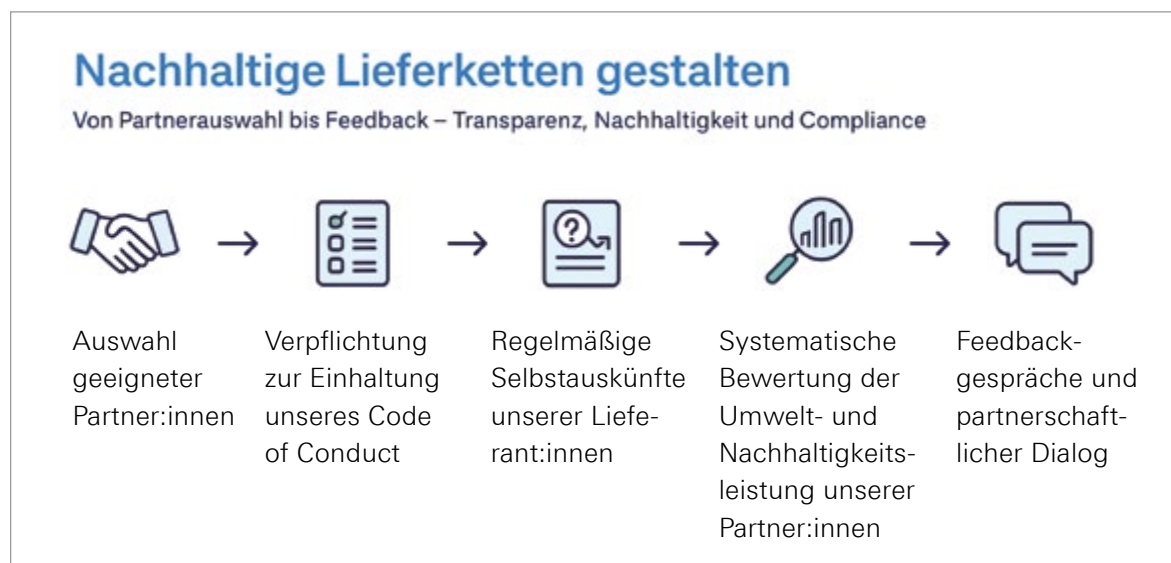 Nachhaltige Lieferketten gestalten
Von Partnerauswahl bis Feedback – Transparenz, Nachhaltigkeit und Compliance
Auswahl
geeigneter
Partner:innen
Verpflichtung
zur Einhaltung
unseres Code
of Conduct
Regelmäßige
Selbstauskünfte
unserer Liefe-
rant:innen
Systematische
Bewertung der
Umwelt- und
Nachhaltigkeits-
leistung unserer
Partner:innen
Feedback-
gespräche und
partnerschaft-
licher Dialog